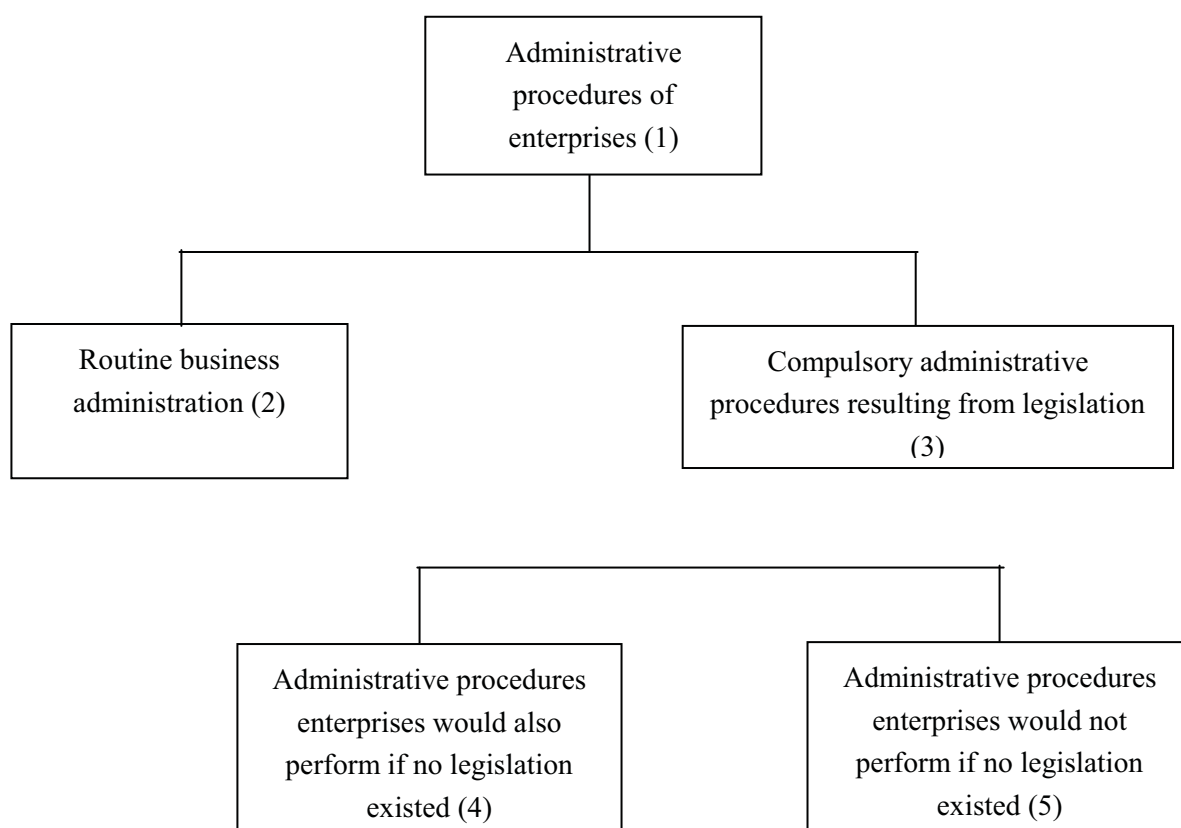 Administrative
procedures of
enterprises (1)
Routine business
administration (2)
Compulsory administrative
procedures resulting from legislation
(3)
Administrative procedures
enterprises would also
perform if no legislation
existed (4)
Administrative procedures
enterprises would not
perform if no legislation
existed (5)